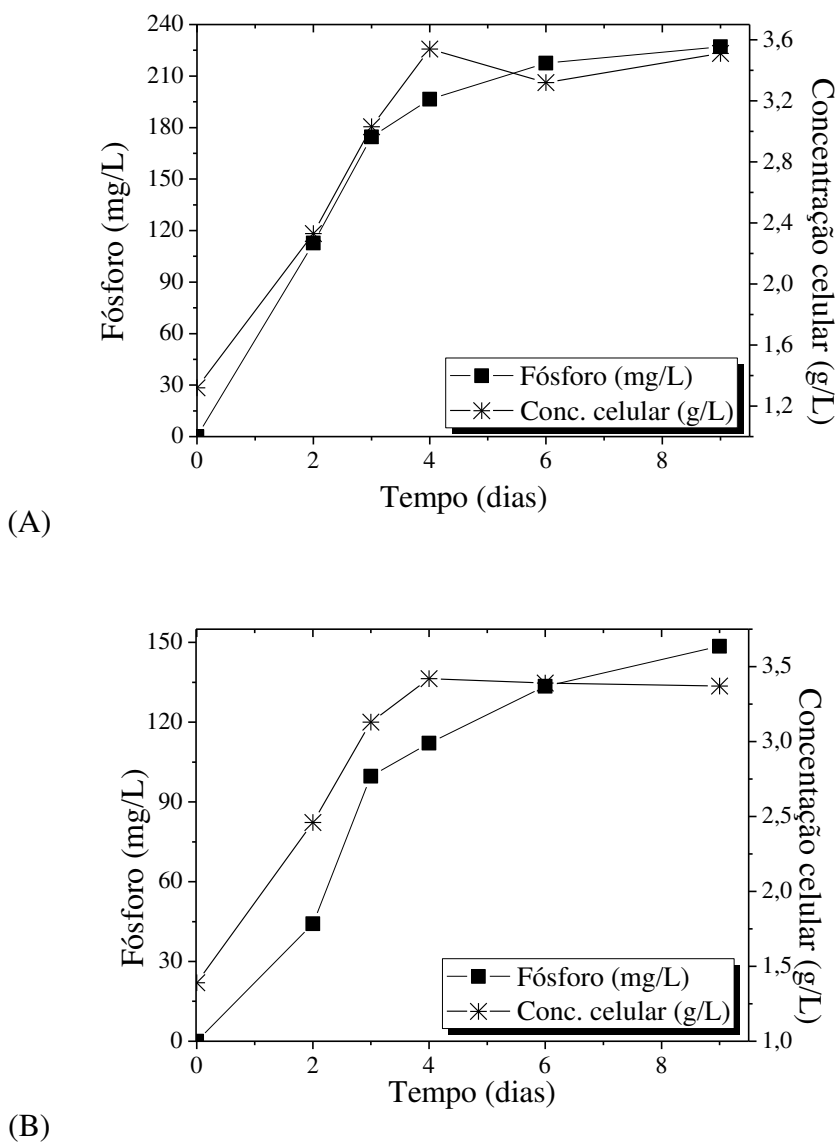 240
210
180
150
120
90
60
30
0
Fósforo (mg/L)
3,6
3,2
2,8
2,4
2,0
1,6
1,2
Concentração celular (g/L)
Fósforo (mg/L)
Conc. celular (g/L)
0 2 4 6 8
Tempo (dias)
(A)
150
120
90
60
30
0
Fósforo (mg/L)
3,5
3,0
2,5
2,0
1,5
1,0
Concentação celular (g/L)
Fósforo (mg/L)
Conc. celular (g/L)
0 2 4 6 8
Tempo (dias)
(B)